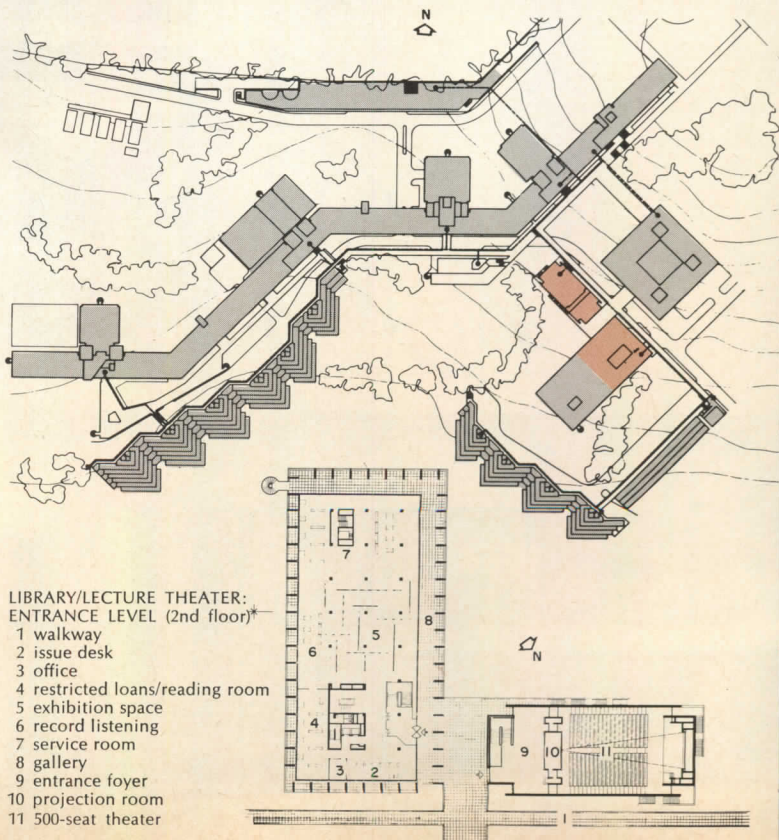 N
LIBRARY/LECTURE THEATER:
ENTRANCE LEVEL (2nd floor)*
1 walkway
2 issue desk
3 office
4 restricted loans/reading room
5 exhibition space
6 record listening
7 service room
8 gallery
9 entrance foyer
10 projection room
11 500-seat theater
7
8
5
6
4
3 2
N
9 10 11
1